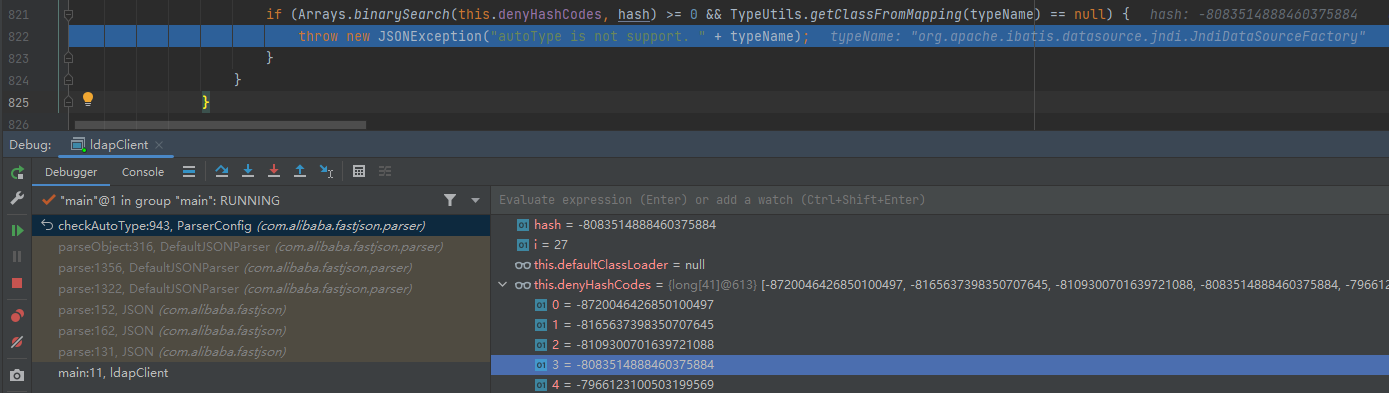 821 if (Arrays.binarySearch(this.denyHashCodes, hash) >= 0 && TypeUtils.getClassFromMapping(typeName) == null) { hash: -8083514888460375884
822 throw new JSONException("autoType is not support. " + typeName); typeName: "org.apache.ibatis.datasource.jndi.JndiDataSourceFactory"
823 }
824 }
825 }
826
Debug: ldapClient
Debugger Console
"main"@1 in group "main": RUNNING
checkAutoType:943, ParserConfig (com.alibaba.fastjson.parser)
parseObject:316, DefaultJSONParser (com.alibaba.fastjson.parser)
parse:1356, DefaultJSONParser (com.alibaba.fastjson.parser)
parse:1322, DefaultJSONParser (com.alibaba.fastjson.parser)
parse:152, JSON (com.alibaba.fastjson)
parse:162, JSON (com.alibaba.fastjson)
parse:131, JSON (com.alibaba.fastjson)
main:11, ldapClient
Evaluate expression (Enter) or add a watch (Ctrl+Shift+Enter)
hash = -8083514888460375884
i = 27
this.defaultClassLoader = null
this.denyHashCodes = {long[41]@613} [-8720046426850100497, -8165637398350707645, -8109300701639721088, -8083514888460375884, -79661
0 = -8720046426850100497
1 = -8165637398350707645
2 = -8109300701639721088
3 = -8083514888460375884
4 = -7966123100503199569